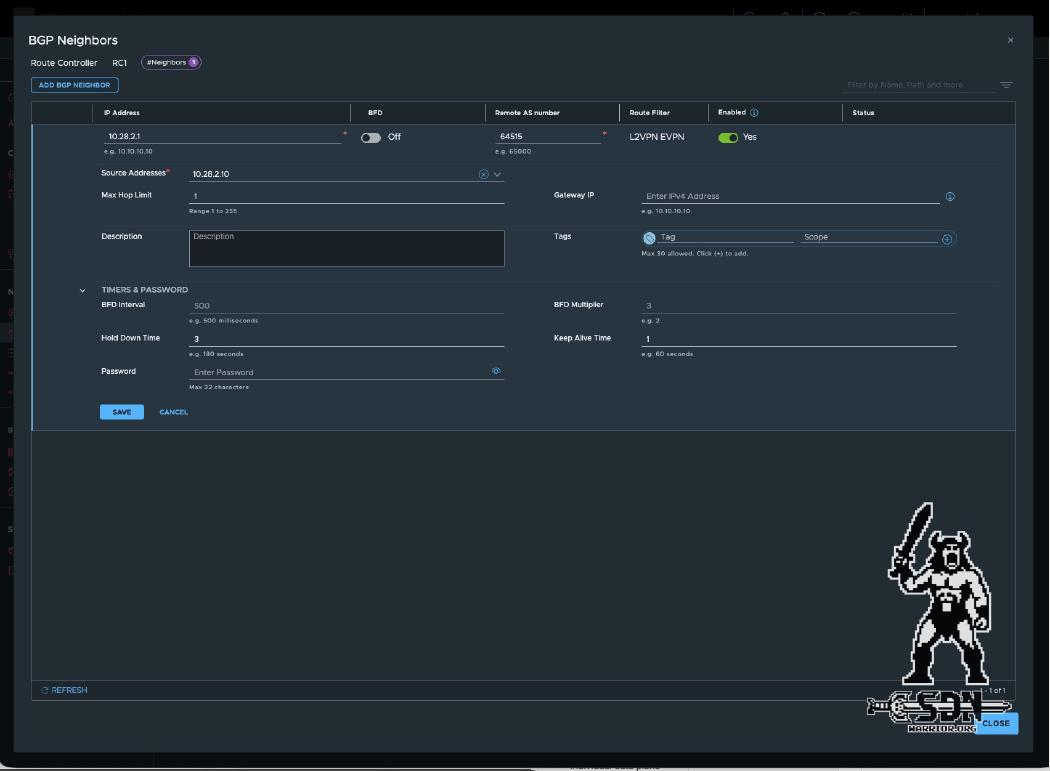 BGP Neighbors
Route Controller RC1 #Neighbors 1
ADD BGP NEIGHBOR
Filter by Name, Path and more
IP Address BFD Remote AS number Route Filter Enabled Status
10.28.2.1 * Off 64515 * L2VPN EVPN Yes
e.g. 10.10.10.10 e.g. 65000
Source Addresses* 10.28.2.10
Max Hop Limit 1 Gateway IP Enter IPv4 Address
Range 1 to 255 e.g. 10.10.10.10
Description Description Tags Tag Scope
Max 30 allowed. Click (+) to add.
TIMERS & PASSWORD
BFD Interval 500 BFD Multiplier 3
e.g. 500 milliseconds e.g. 2
Hold Down Time 3 Keep Alive Time 1
e.g. 180 seconds e.g. 60 seconds
Password Enter Password
Max 32 characters
SAVE CANCEL
REFRESH - 1 of 1
SDN
WARRIOR.ORG
CLOSE